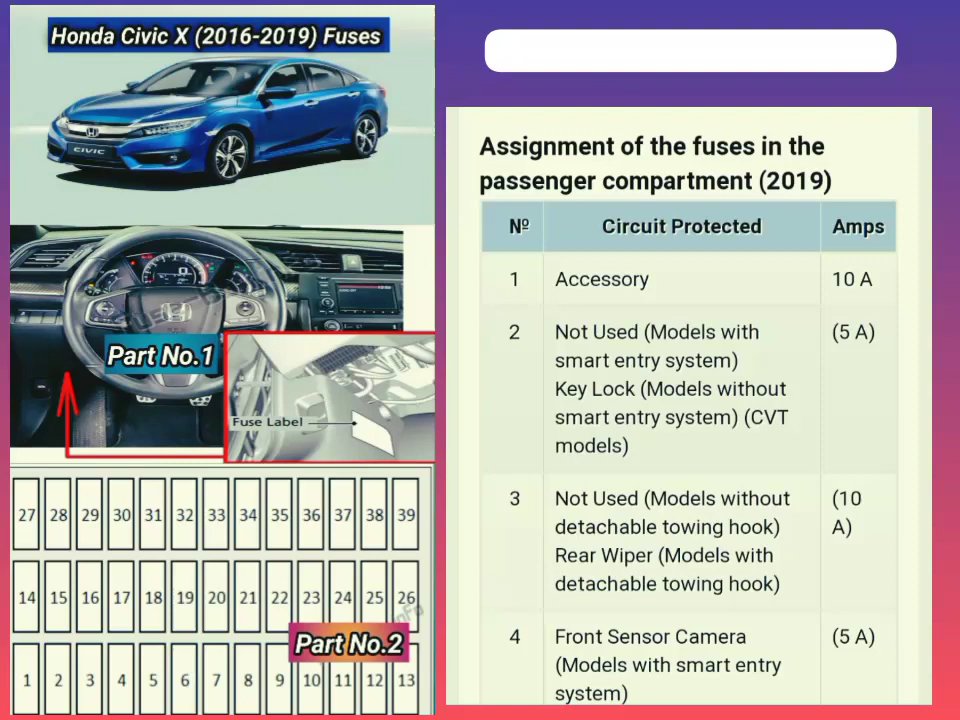 Honda Civic X (2016-2019) Fuses
CIVIC
Part No.1
Fuse Label
27 28 29 30 31 32 33 34 35 36 37 38 39
14 15 16 17 18 19 20 21 22 23 24 25 26
Part No.2
1 2 3 4 5 6 7 8 9 10 11 12 13
Assignment of the fuses in the
passenger compartment (2019)
Nº Circuit Protected Amps
1 Accessory 10 A
2 Not Used (Models with (5 A)
smart entry system)
Key Lock (Models without
smart entry system) (CVT
models)
3 Not Used (Models without (10
detachable towing hook) A)
Rear Wiper (Models with
detachable towing hook)
4 Front Sensor Camera (5 A)
(Models with smart entry
system)